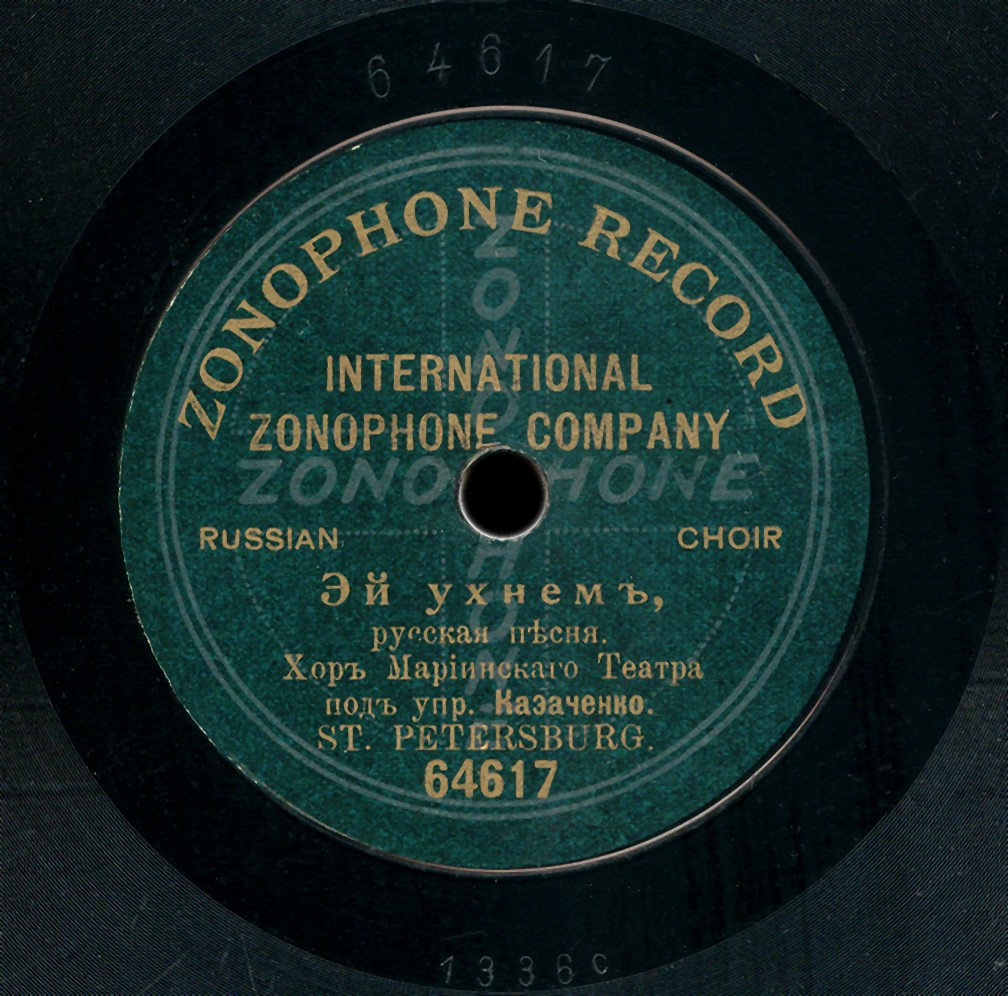 64617
ZONOPHONE RECORD
INTERNATIONAL
ZONOPHONE COMPANY
ZONOPHONE
ZONOPHONE
RUSSIAN CHOIR
Эй ухнемъ,
русская пѣсня.
Хоръ Маріинскаго Театра
подъ упр. Казаченко.
ST. PETERSBURG.
64617
1336c